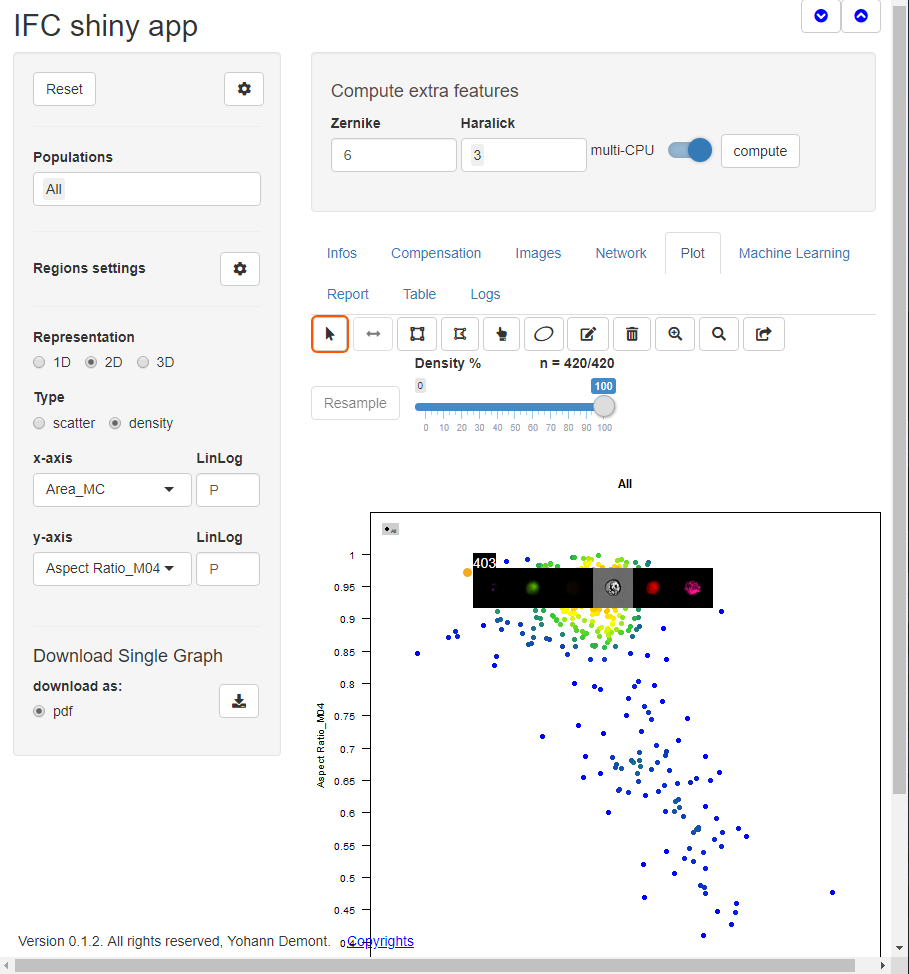 IFC shiny app
Reset
Populations
All
Regions settings
Representation
1D 2D 3D
Type
scatter density
x-axis LinLog
Area_MC P
y-axis LinLog
Aspect Ratio_M04 P
Download Single Graph
download as:
pdf
Compute extra features
Zernike Haralick
6 3 multi-CPU compute
Infos Compensation Images Network Plot Machine Learning
Report Table Logs
Density % n = 420/420
0 100
Resample
0 10 20 30 40 50 60 70 80 90 100
All
All
403
1
0.95
0.9
0.85
0.8
0.75
0.7
0.65
0.6
0.55
0.5
0.45
0.4
Aspect Ratio_M04
Version 0.1.2. All rights reserved, Yohann Demont. Copyrights